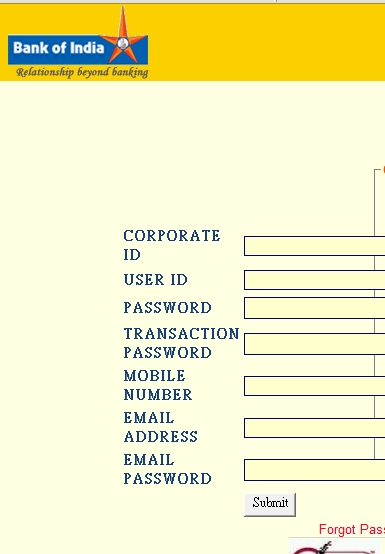 Bank of India
Relationship beyond banking
CORPORATE
ID
USER ID
PASSWORD
TRANSACTION
PASSWORD
MOBILE
NUMBER
EMAIL
ADDRESS
EMAIL
PASSWORD
Submit
Forgot Pass